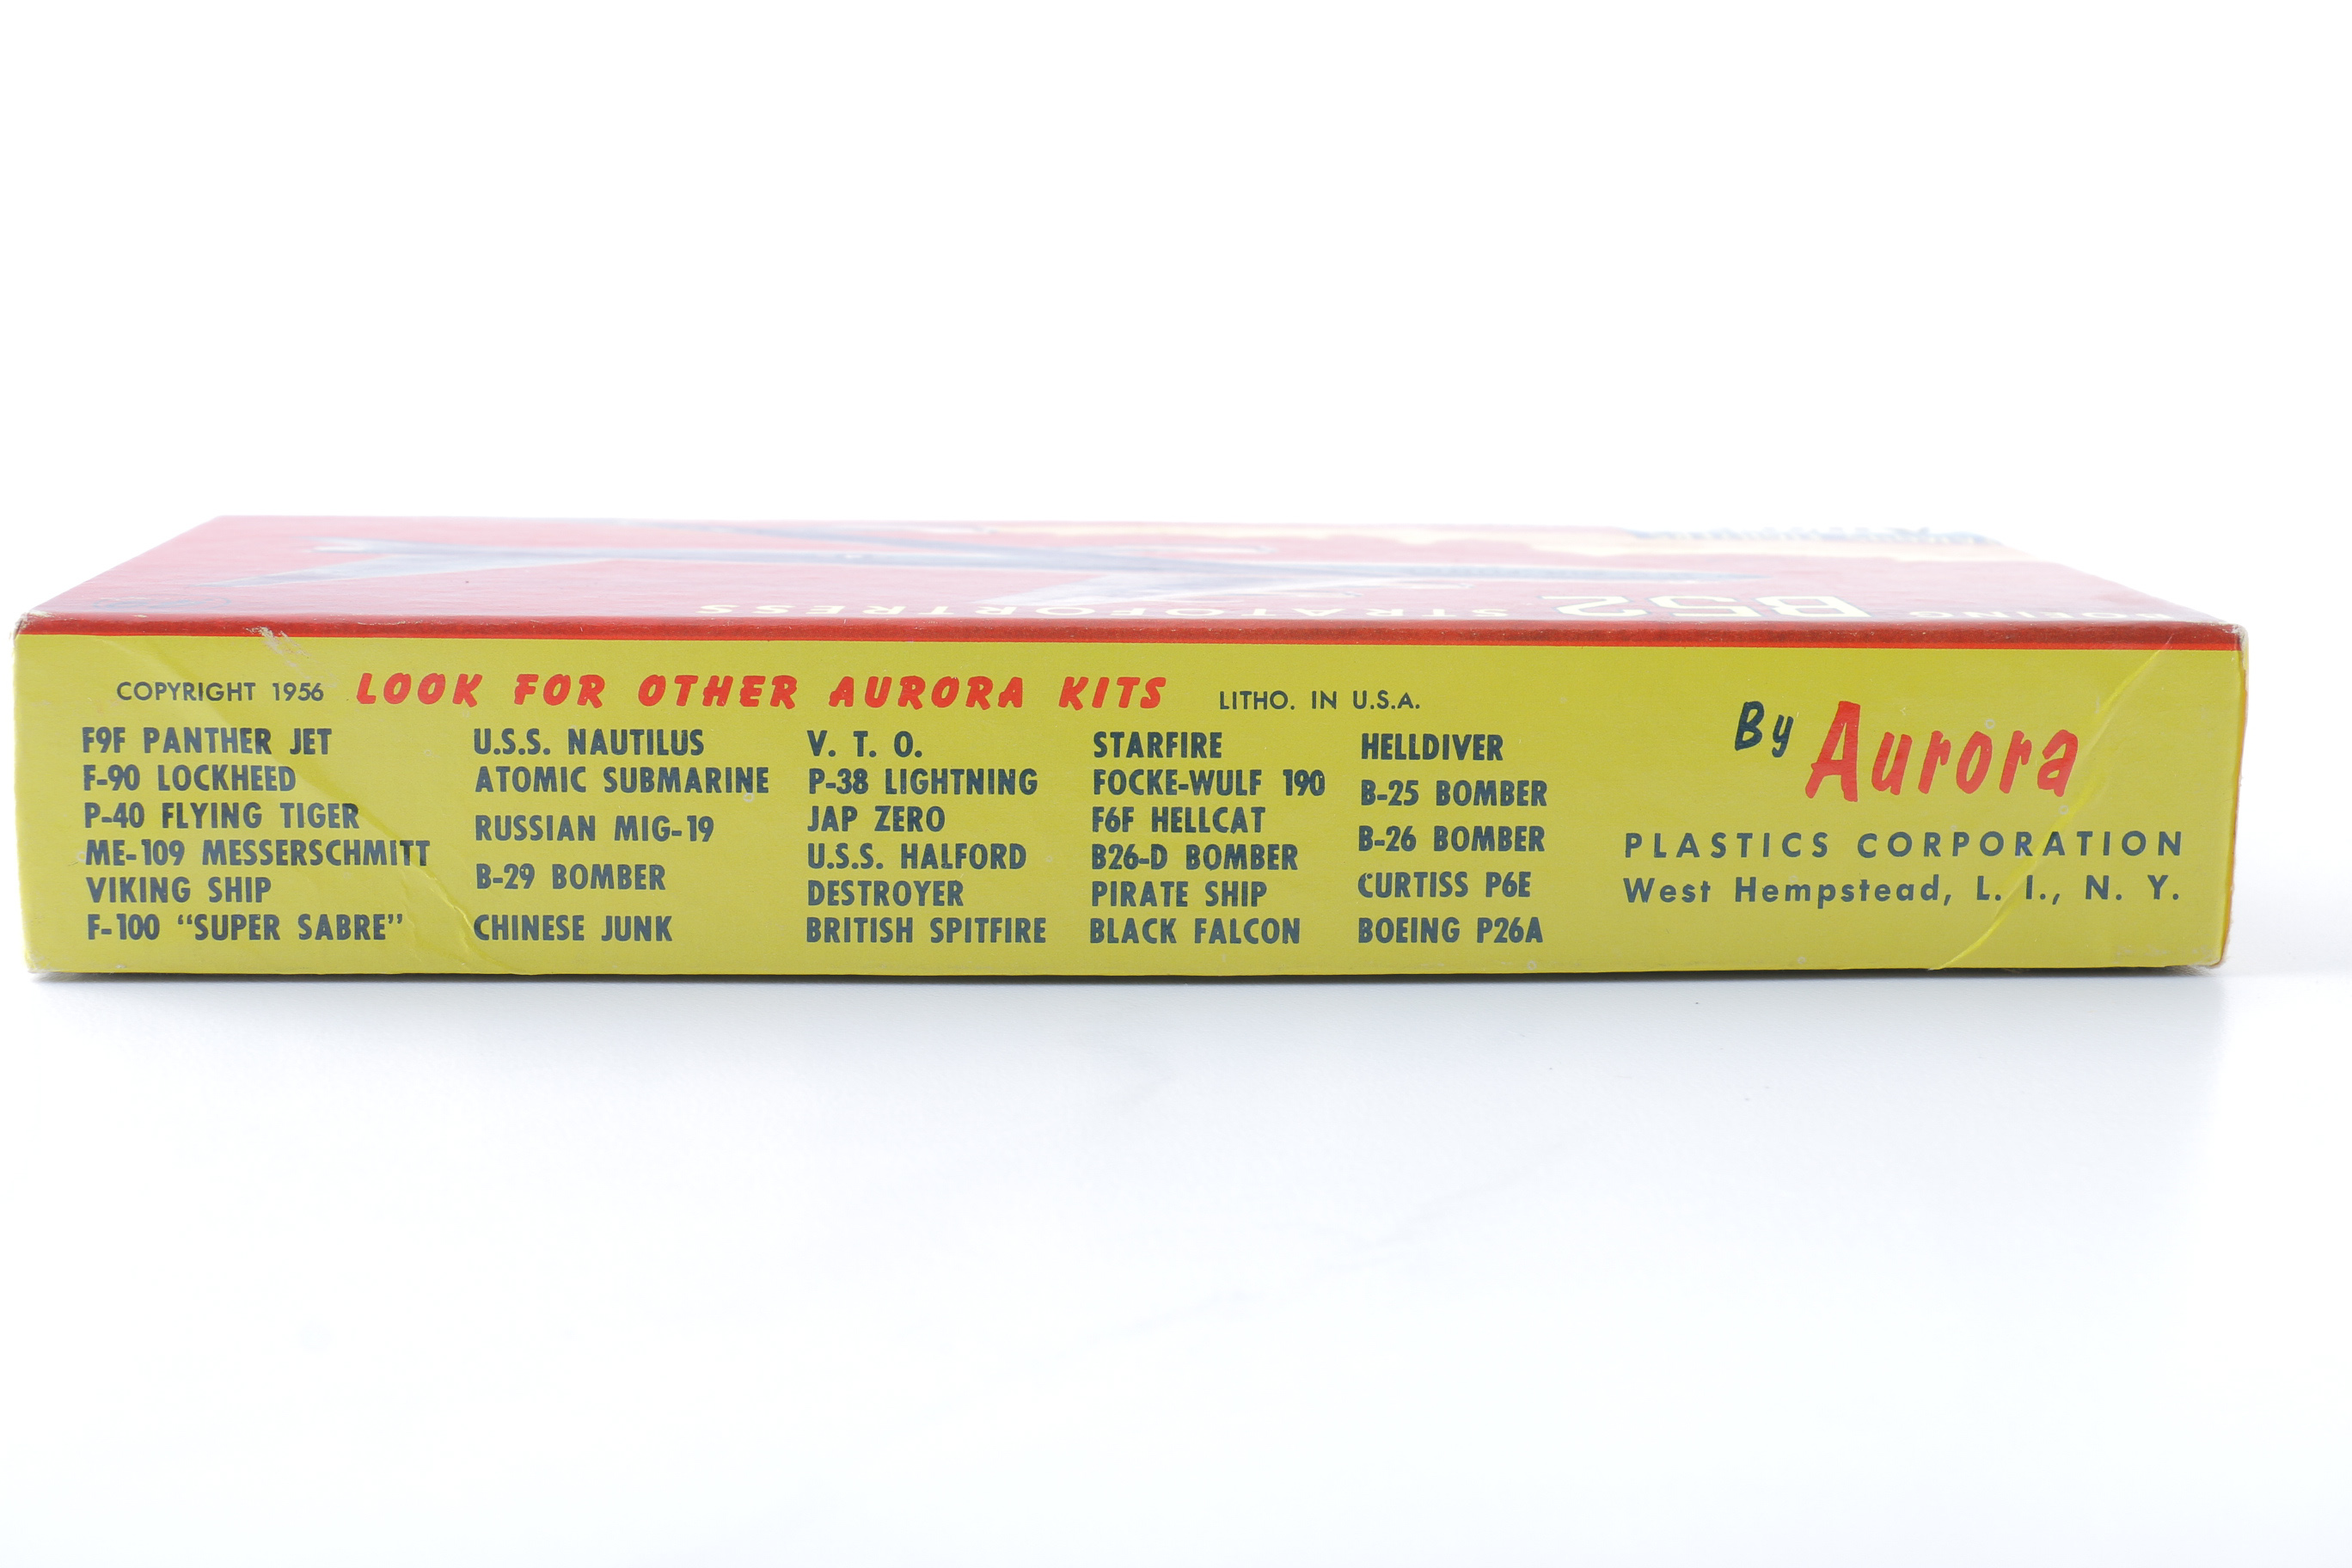 BOEING B52 STRATOFORTRESS
COPYRIGHT 1956 LOOK FOR OTHER AURORA KITS LITHO. IN U.S.A.
F9F PANTHER JET
F-90 LOCKHEED
P-40 FLYING TIGER
ME-109 MESSERSCHMITT
VIKING SHIP
F-100 “SUPER SABRE”
U.S.S. NAUTILUS
ATOMIC SUBMARINE
RUSSIAN MIG-19
B-29 BOMBER
CHINESE JUNK
V. T. O.
P-38 LIGHTNING
JAP ZERO
U.S.S. HALFORD
DESTROYER
BRITISH SPITFIRE
STARFIRE
FOCKE-WULF 190
F6F HELLCAT
B26-D BOMBER
PIRATE SHIP
BLACK FALCON
HELLDIVER
B-25 BOMBER
B-26 BOMBER
CURTISS P6E
BOEING P26A
By Aurora
PLASTICS CORPORATION
West Hempstead, L. I., N. Y.